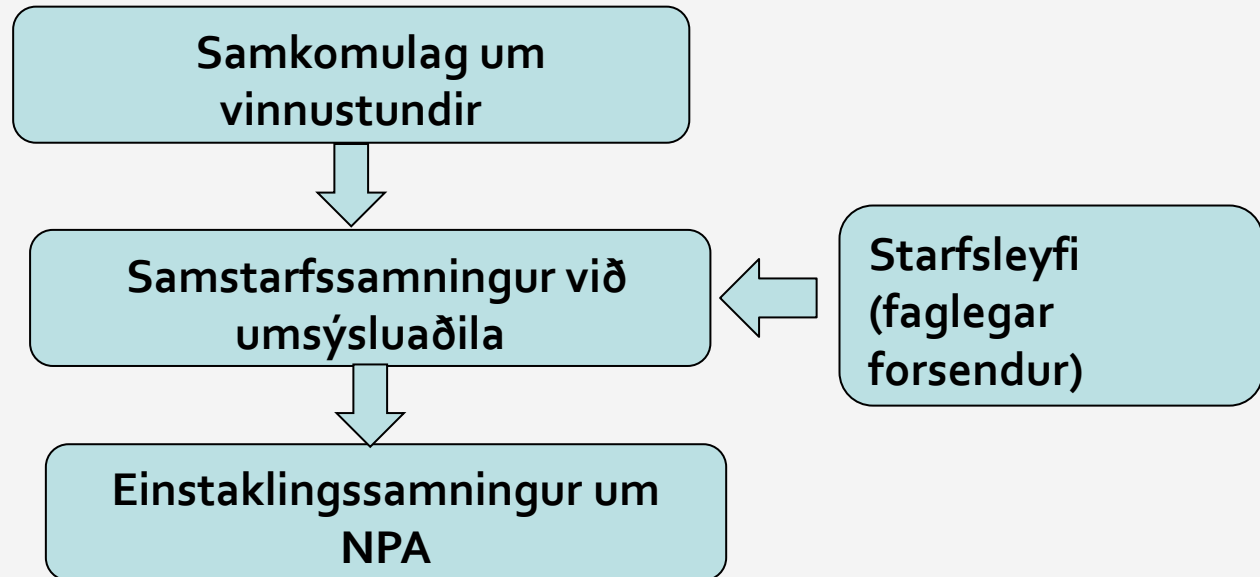 Samkomulag um
vinnustundir
Samstarfssamningur við
umsýsluaðila
Starfsleyfi
(faglegar
forsendur)
Einstaklingssamningur um
NPA